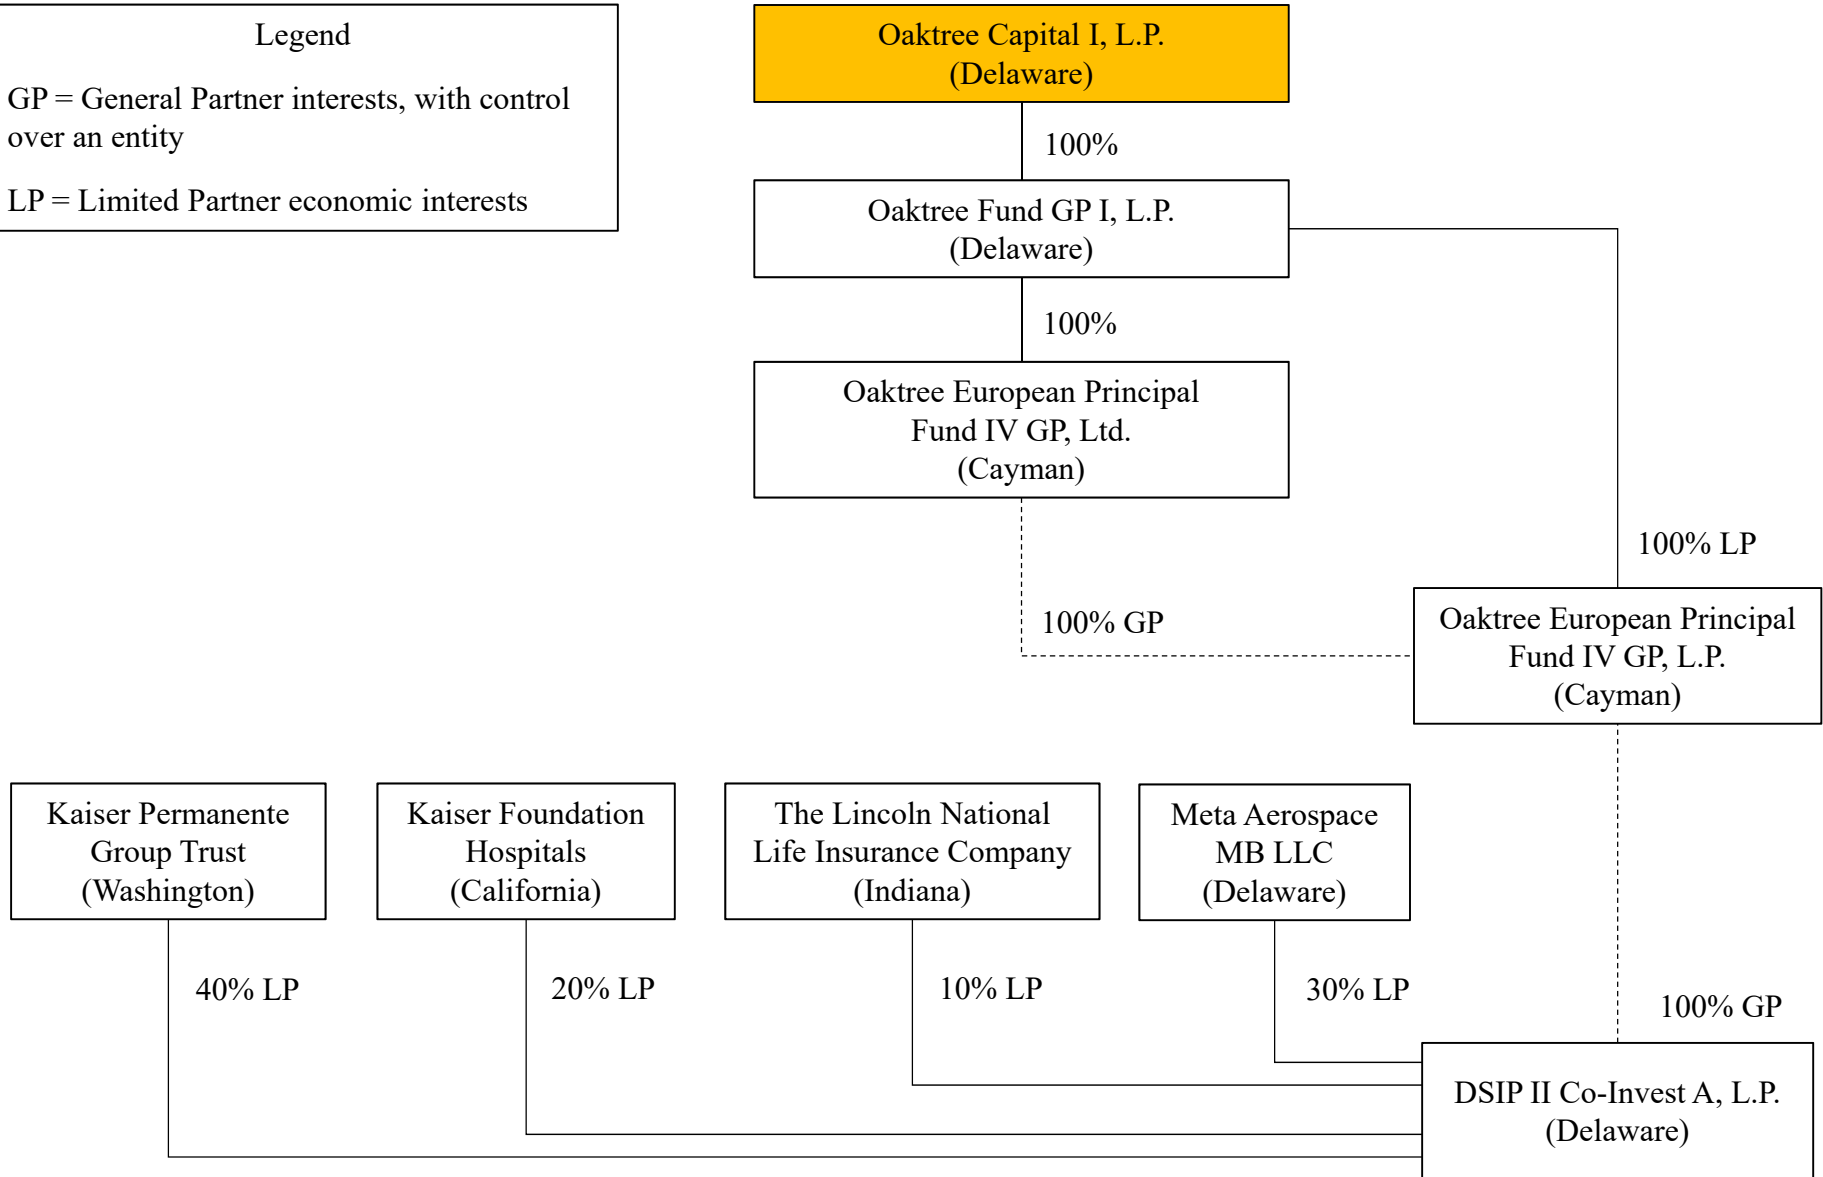 Legend
GP = General Partner interests, with control
over an entity
LP = Limited Partner economic interests
Oaktree Capital I, L.P.
(Delaware)
100%
Oaktree Fund GP I, L.P.
(Delaware)
100%
Oaktree European Principal
Fund IV GP, Ltd.
(Cayman)
100% LP
100% GP
Oaktree European Principal
Fund IV GP, L.P.
(Cayman)
Kaiser Permanente
Group Trust
(Washington)
Kaiser Foundation
Hospitals
(California)
The Lincoln National
Life Insurance Company
(Indiana)
Meta Aerospace
MB LLC
(Delaware)
40% LP
20% LP
10% LP
30% LP
100% GP
DSIP II Co-Invest A, L.P.
(Delaware)